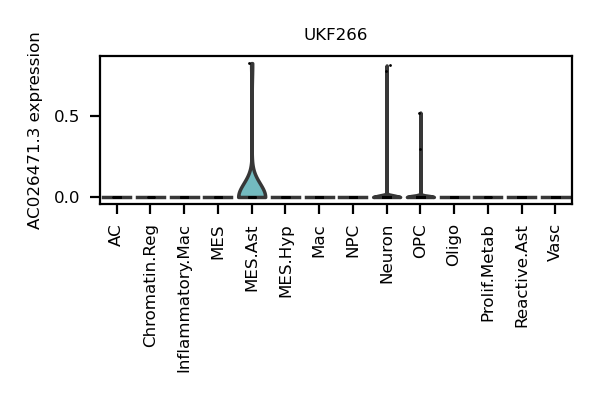 UKF266
AC026471.3 expression
0.5
0.0
AC
Chromatin.Reg
Inflammatory.Mac
MES
MES.Ast
MES.Hyp
Mac
NPC
Neuron
OPC
Oligo
Prolif.Metab
Reactive.Ast
Vasc